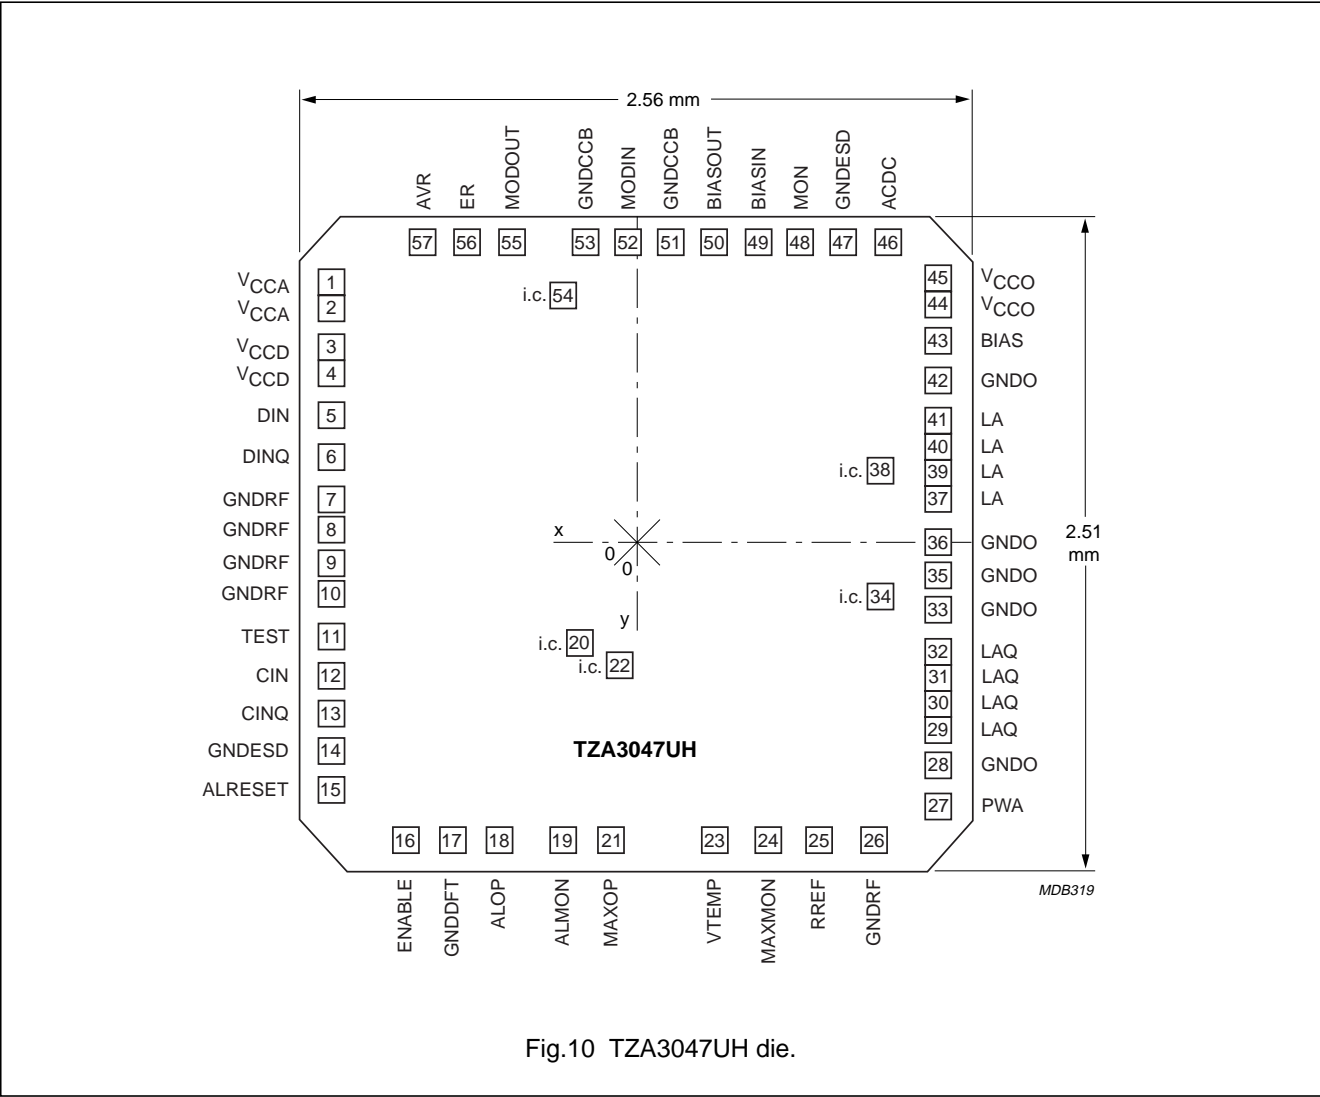 2.56 mm
AVR
ER
MODOUT
GNDCCB
MODIN
GNDCCB
BIASOUT
BIASIN
MON
GNDESD
ACDC
57 56 55 53 52 51 50 49 48 47 46
VCCA 1
VCCA 2
VCCD 3
VCCD 4
DIN 5
DINQ 6
GNDRF 7
GNDRF 8
GNDRF 9
GNDRF 10
TEST 11
CIN 12
CINQ 13
GNDESD 14
ALRESET 15
i.c. 54
x
0
0
y
i.c. 20
i.c. 22
TZA3047UH
i.c. 38
i.c. 34
45 VCCO
44 VCCO
43 BIAS
42 GNDO
41 LA
40 LA
39 LA
37 LA
36 GNDO
35 GNDO
33 GNDO
32 LAQ
31 LAQ
30 LAQ
29 LAQ
28 GNDO
27 PWA
2.51
mm
16 17 18 19 21 23 24 25 26
ENABLE
GNDDFT
ALOP
ALMON
MAXOP
VTEMP
MAXMON
RREF
GNDRF
MDB319
Fig.10 TZA3047UH die.